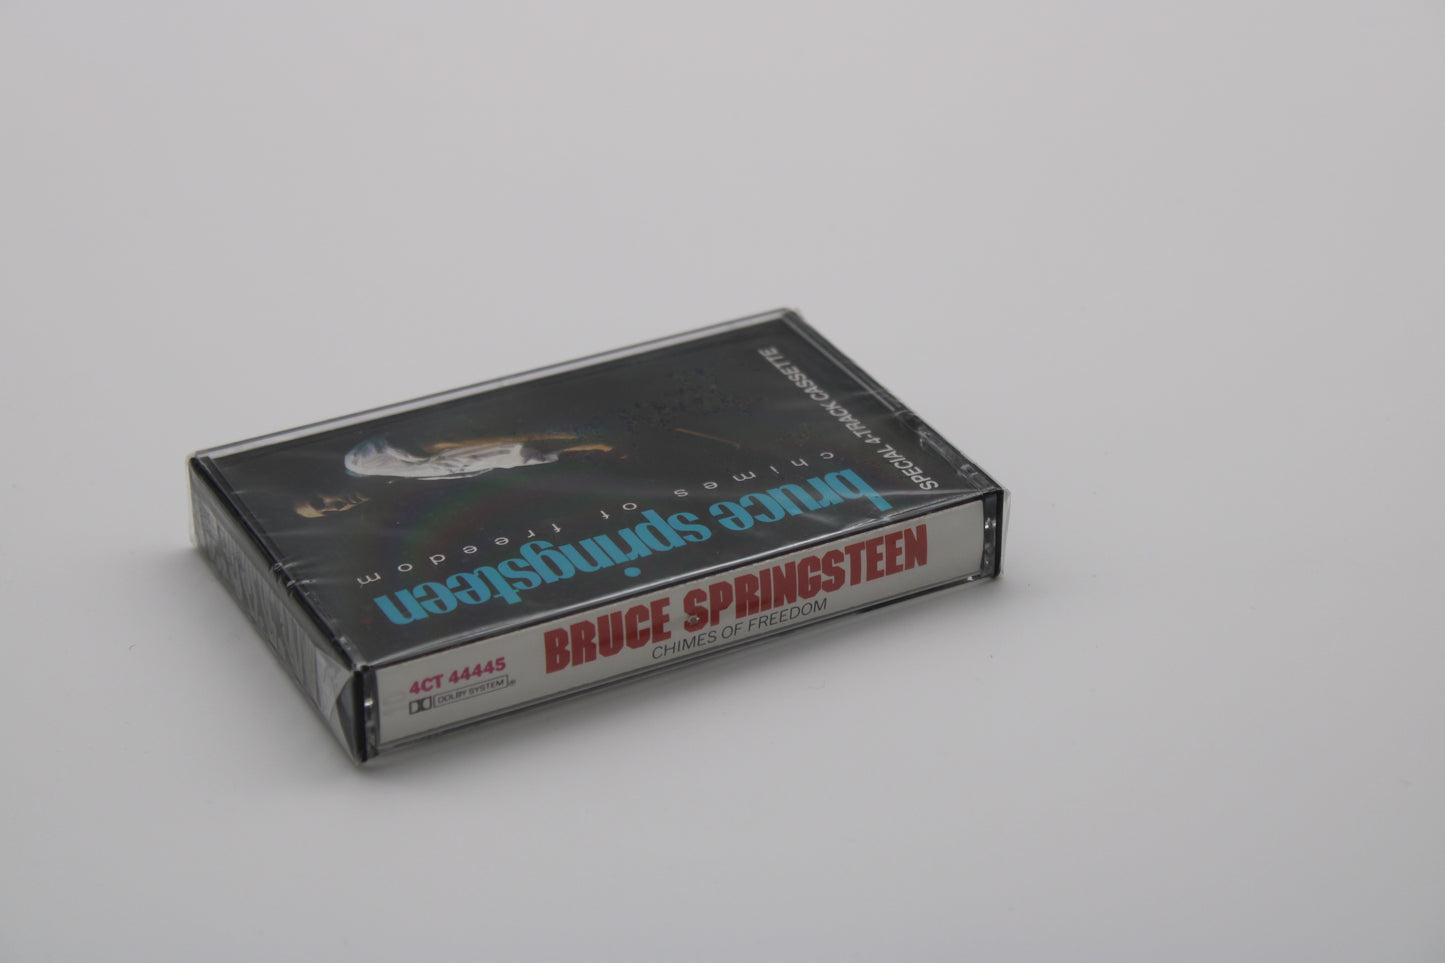 SPECIAL 4-TRACK CASSETTE
bruce springsteen
chimes of freedom
BRUCE SPRINGSTEEN
CHIMES OF FREEDOM
4CT 44445
DOLBY SYSTEM®